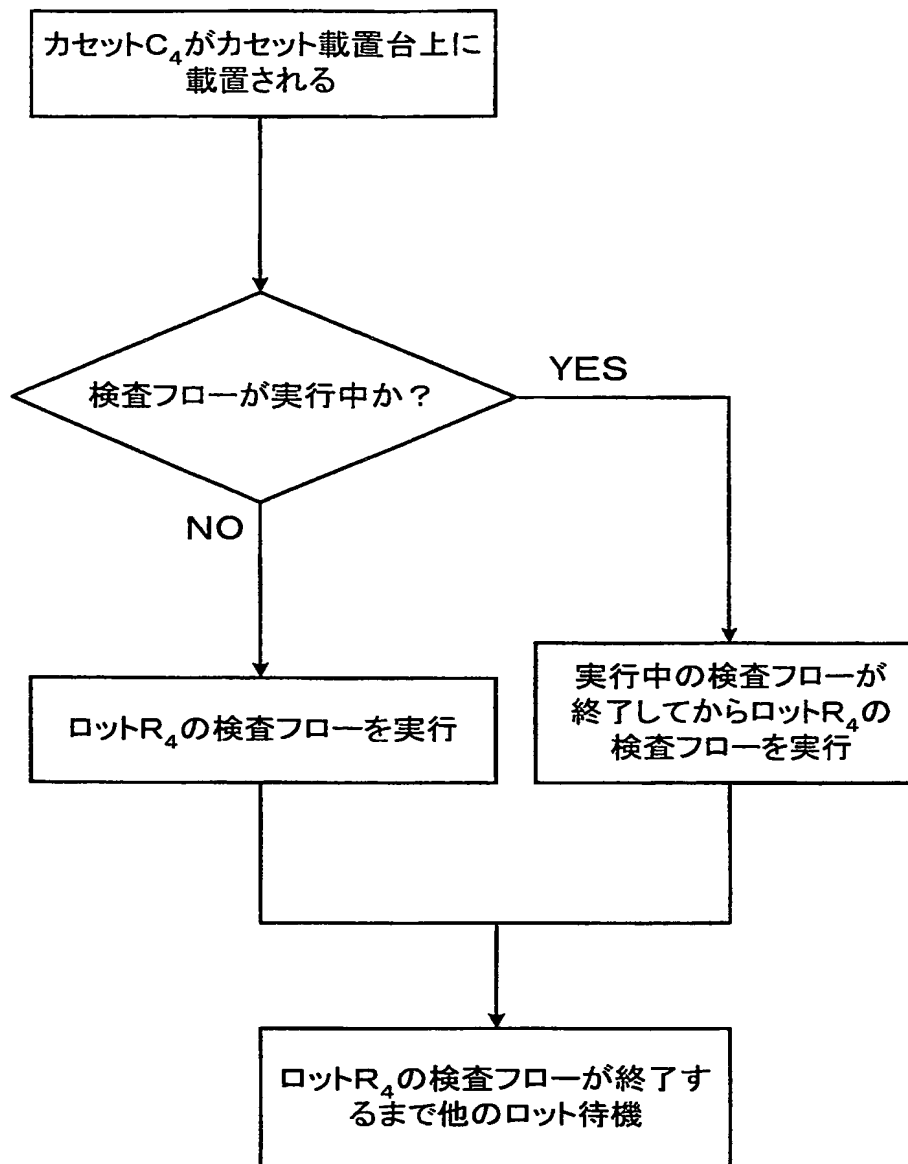 カセットC₄がカセット載置台上に
載置される
検査フローが実行中か？
YES
NO
ロットR₄の検査フローを実行
実行中の検査フローが
終了してからロットR₄の
検査フローを実行
ロットR₄の検査フローが終了す
るまで他のロット待機